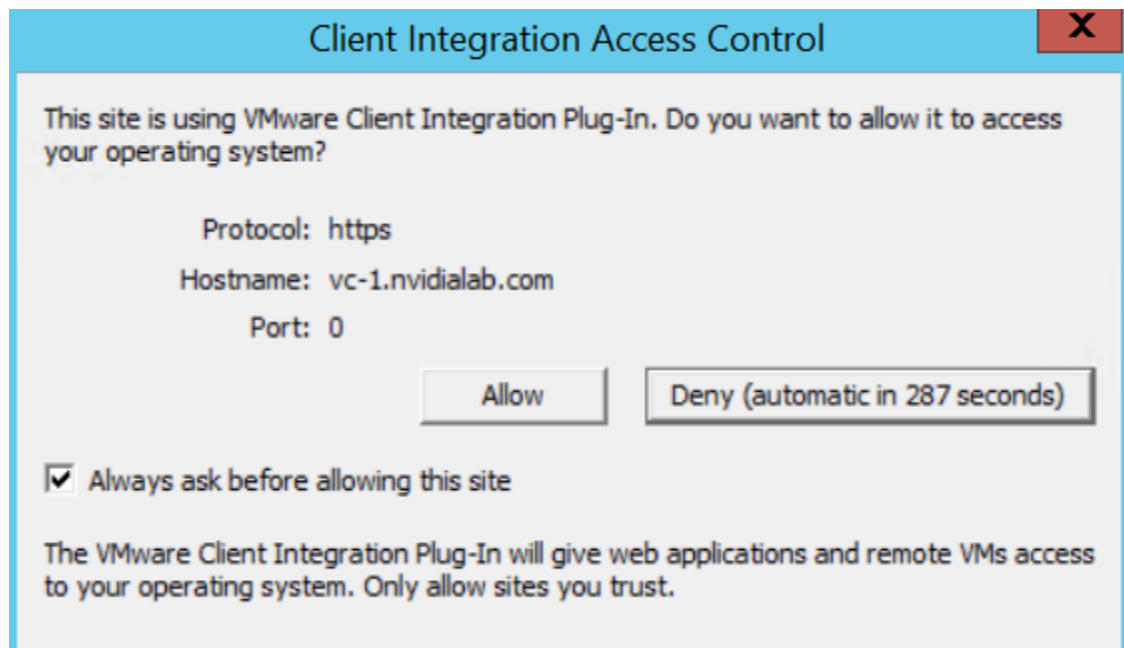 Client Integration Access Control
X
This site is using VMware Client Integration Plug-In. Do you want to allow it to access
your operating system?
Protocol: https
Hostname: vc-1.nvidialab.com
Port: 0
Allow Deny (automatic in 287 seconds)
Always ask before allowing this site
The VMware Client Integration Plug-In will give web applications and remote VMs access
to your operating system. Only allow sites you trust.